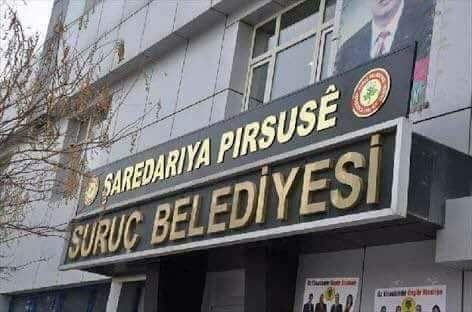 ŞAREDARIYA PIRSUSÊ
SURUÇ BELEDİYESİ